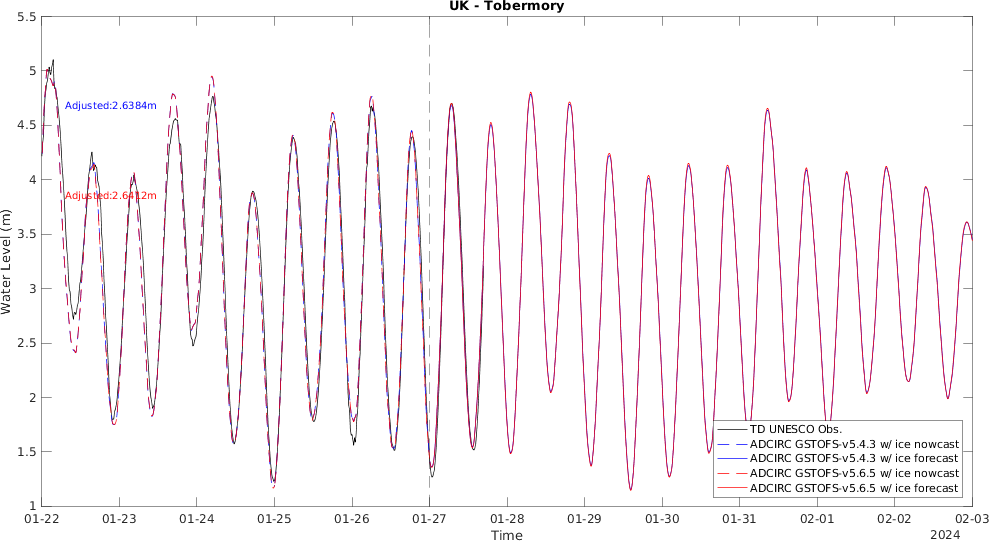 UK - Tobermory
5.5
5
4.5
4
3.5
3
2.5
2
1.5
1
Water Level (m)
Adjusted:2.6384m
Adjusted:2.6412m
TD UNESCO Obs.
ADCIRC GSTOFS-v5.4.3 w/ ice nowcast
ADCIRC GSTOFS-v5.4.3 w/ ice forecast
ADCIRC GSTOFS-v5.6.5 w/ ice nowcast
ADCIRC GSTOFS-v5.6.5 w/ ice forecast
01-22 01-23 01-24 01-25 01-26 01-27 01-28 01-29 01-30 01-31 02-01 02-02 02-03
Time
2024